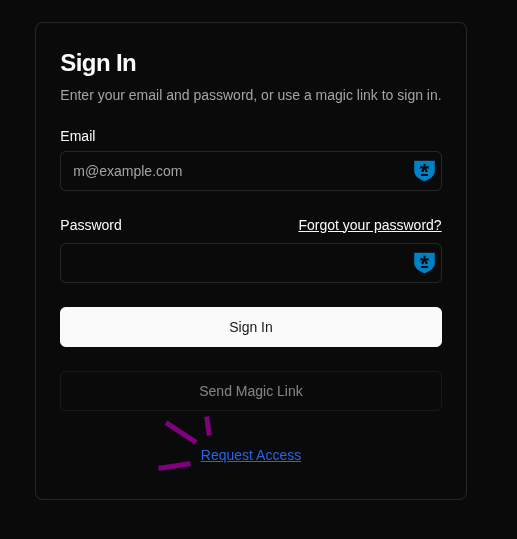 Sign In
Enter your email and password, or use a magic link to sign in.
Email
m@example.com
Password Forgot your password?
Sign In
Send Magic Link
Request Access